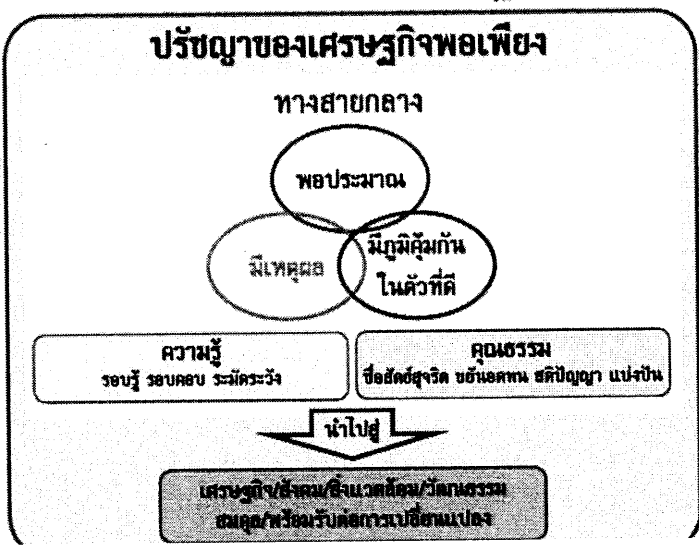 ปรัชญาของเศรษฐกิจพอเพียง
ทางสายกลาง
พอประมาณ
มีเหตุผล
มีภูมิคุ้มกัน
ในตัวที่ดี
ความรู้
รอบรู้ รอบคอบ ระมัดระวัง
คุณธรรม
ซื่อสัตย์สุจริต ขยันอดทน สติปัญญา แบ่งปัน
นำไปสู่
เศรษฐกิจ/สังคม/สิ่งแวดล้อม/วัฒนธรรม
สมดุล/พร้อมรับต่อการเปลี่ยนแปลง